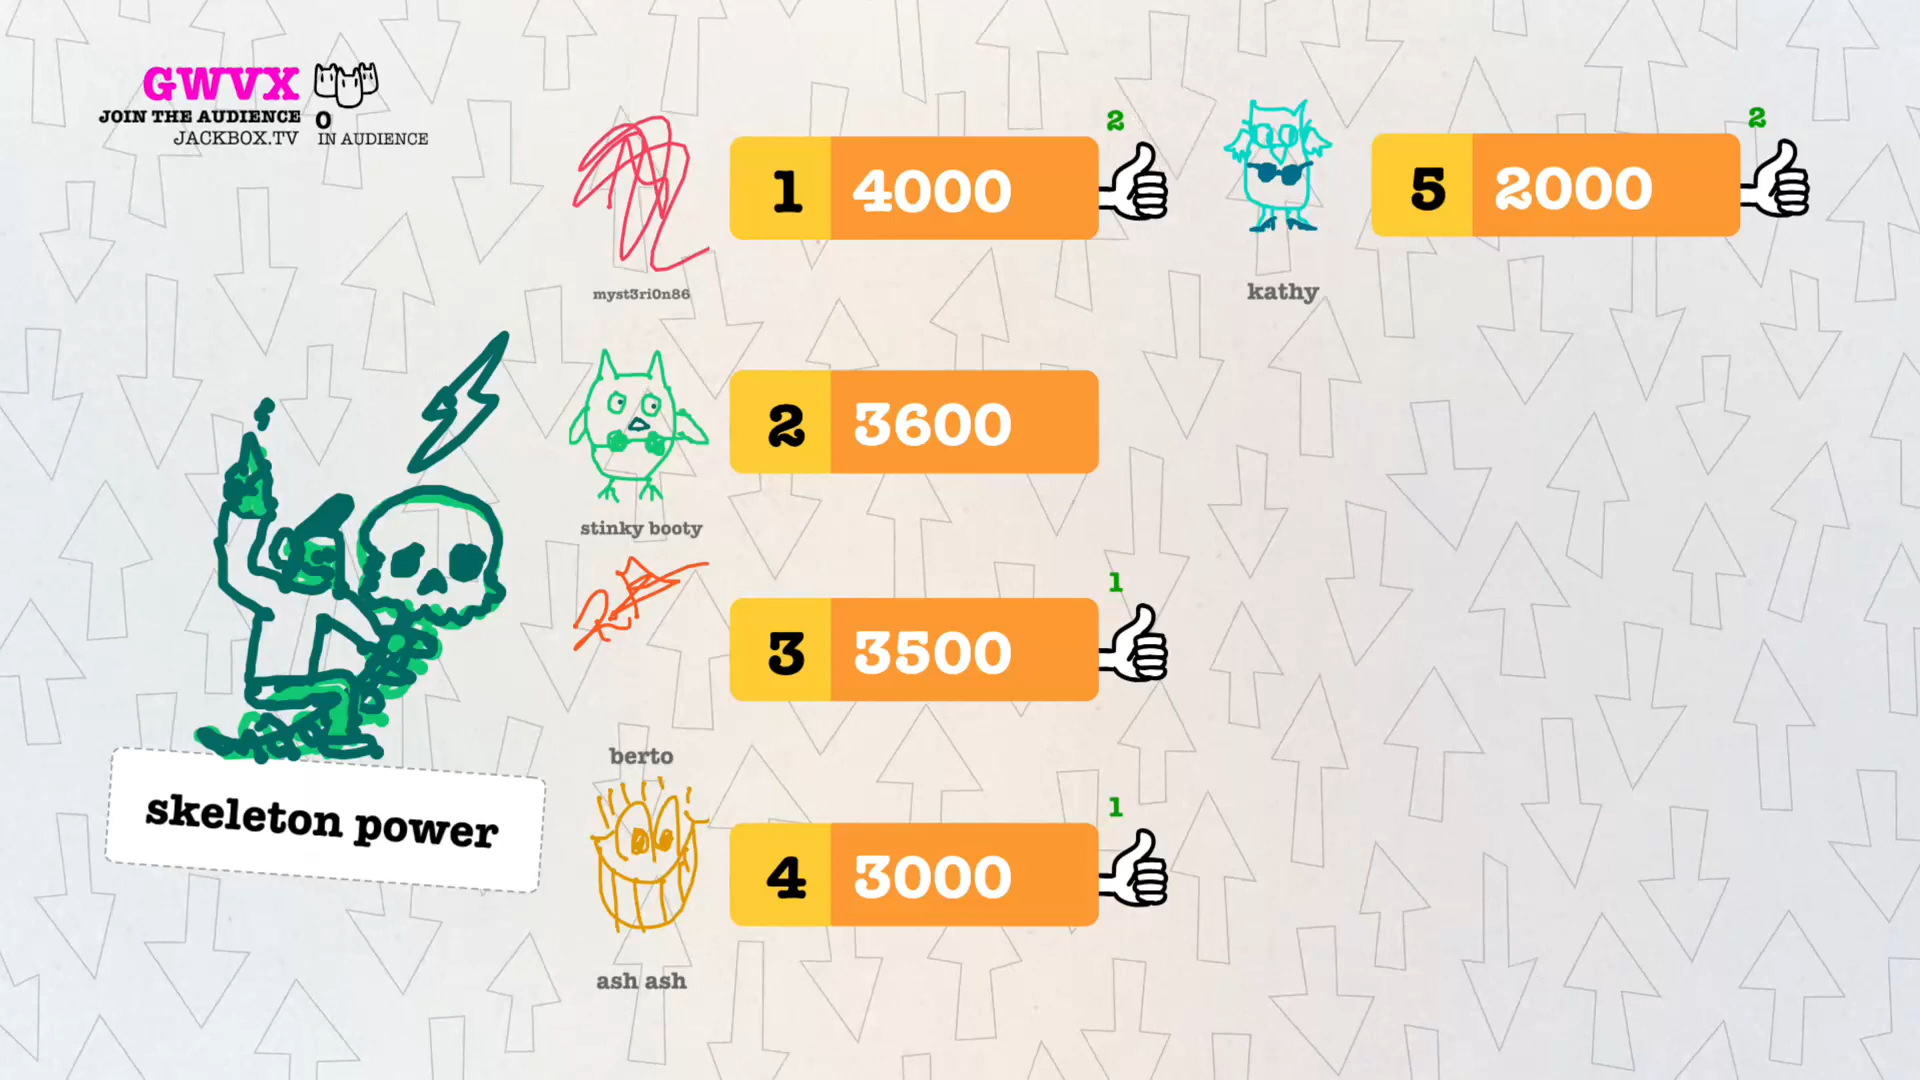 GWVX
JOIN THE AUDIENCE
JACKBOX.TV
0
IN AUDIENCE
skeleton power
1 4000
2
myst3ri0n86
2 3600
stinky booty
3 3500
1
berto
4 3000
1
ash ash
5 2000
2
kathy